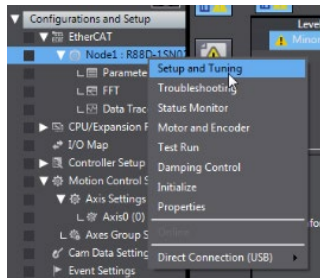 Configurations and Setup
EtherCAT
Node1 : R88D-1SN0
L Paramete
L FFT
L Data Trac
CPU/Expansion
I/O Map
Controller Setup
Motion Control S
Axis Settings
L Axis0 (0)
L Axes Group S
Cam Data Setting
Event Settings
Setup and Tuning
Troubleshooting
Status Monitor
Motor and Encoder
Test Run
Damping Control
Initialize
Properties
Direct Connection (USB)
Level
Minor